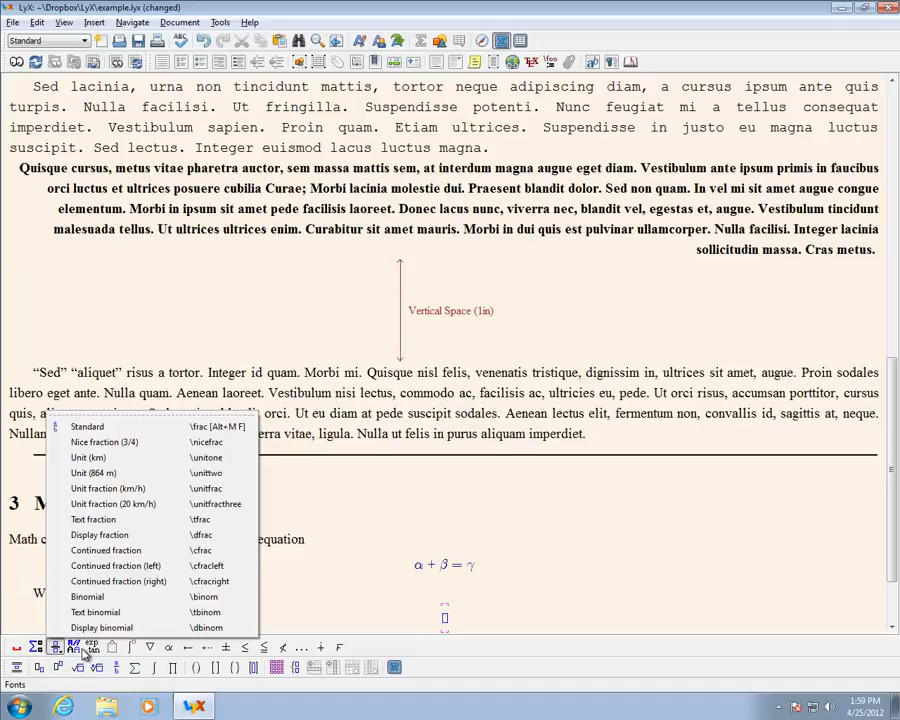 LyX: ~\Dropbox\LyX\example.lyx (changed)
File Edit View Insert Navigate Document Tools Help
Standard
Sed lacinia, urna non tincidunt mattis, tortor neque adipiscing diam, a cursus ipsum ante quis
turpis. Nulla facilisi. Ut fringilla. Suspendisse potenti. Nunc feugiat mi a tellus consequat
imperdiet. Vestibulum sapien. Proin quam. Etiam ultrices. Suspendisse in justo eu magna luctus
suscipit. Sed lectus. Integer euismod lacus luctus magna.
Quisque cursus, metus vitae pharetra auctor, sem massa mattis sem, at interdum magna augue eget diam. Vestibulum ante ipsum primis in faucibus
orci luctus et ultrices posuere cubilia Curae; Morbi lacinia molestie dui. Praesent blandit dolor. Sed non quam. In vel mi sit amet augue congue
elementum. Morbi in ipsum sit amet pede facilisis laoreet. Donec lacus nunc, viverra nec, blandit vel, egestas et, augue. Vestibulum tincidunt
malesuada tellus. Ut ultrices ultrices enim. Curabitur sit amet mauris. Morbi in dui quis est pulvinar ullamcorper. Nulla facilisi. Integer lacinia
sollicitudin massa. Cras metus.
Vertical Space (1in)
“Sed” “aliquet” risus a tortor. Integer id quam. Morbi mi. Quisque nisl felis, venenatis tristique, dignissim in, ultrices sit amet, augue. Proin sodales
libero eget ante. Nulla quam. Aenean laoreet. Vestibulum nisi lectus, commodo ac, facilisis ac, ultricies eu, pede. Ut orci risus, accumsan porttitor, cursus
quis, orci. Ut eu diam at pede suscipit sodales. Aenean lectus elit, fermentum non, convallis id, sagittis at, neque.
Nullam erra vitae, ligula. Nulla ut felis in purus aliquam imperdiet.
Standard \frac [Alt+M F]
Nice fraction (3/4) \nicefrac
Unit (km) \unitone
Unit (864 m) \unittwo
Unit fraction (km/h) \unitfrac
Unit fraction (20 km/h) \unitfracthree
Text fraction \tfrac
Display fraction \dfrac
Continued fraction \cfrac
Continued fraction (left) \cfracleft
Continued fraction (right) \cfracright
Binomial \binom
Text binomial \tbinom
Display binomial \dbinom
3 M
Math c equation
α + β = γ
W
exp
tan
Fonts
1:59 PM
4/25/2012